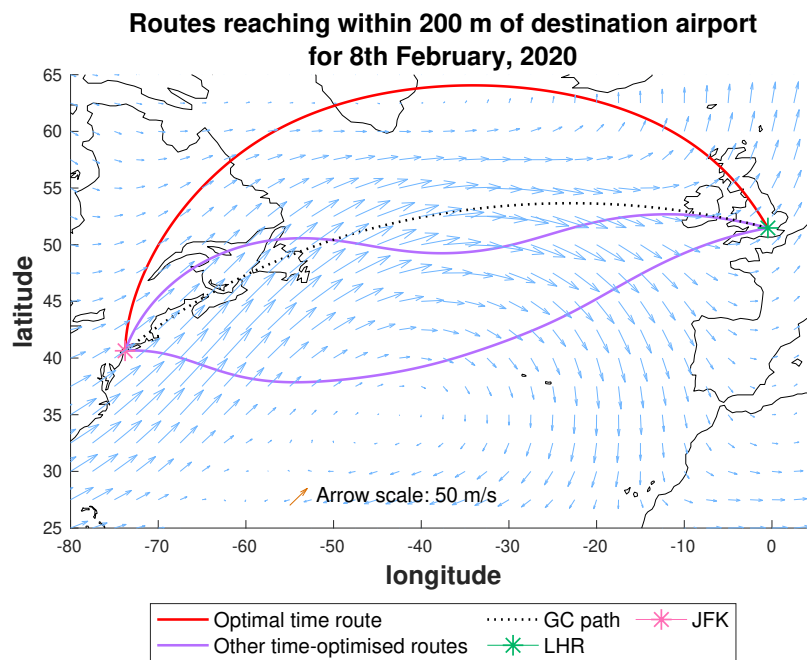 Routes reaching within 200 m of destination airport
for 8th February, 2020
65
60
55
50
45
40
35
30
25
latitude
Arrow scale: 50 m/s
-80 -70 -60 -50 -40 -30 -20 -10 0
longitude
Optimal time route GC path JFK
Other time-optimised routes LHR